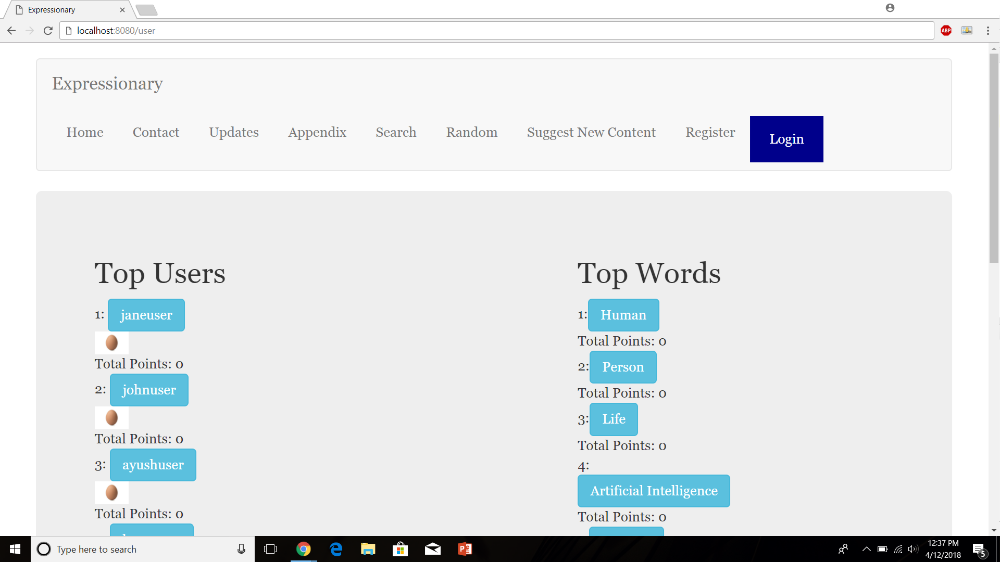 Expressionary
localhost:8080/user
ABP
Expressionary
Home Contact Updates Appendix Search Random Suggest New Content Register Login
Top Users
1: janeuser
Total Points: 0
2: johnuser
Total Points: 0
3: ayushuser
Total Points: 0
Top Words
1: Human
Total Points: 0
2: Person
Total Points: 0
3: Life
Total Points: 0
4:
Artificial Intelligence
Total Points: 0
Type here to search
12:37 PM
4/12/2018
5